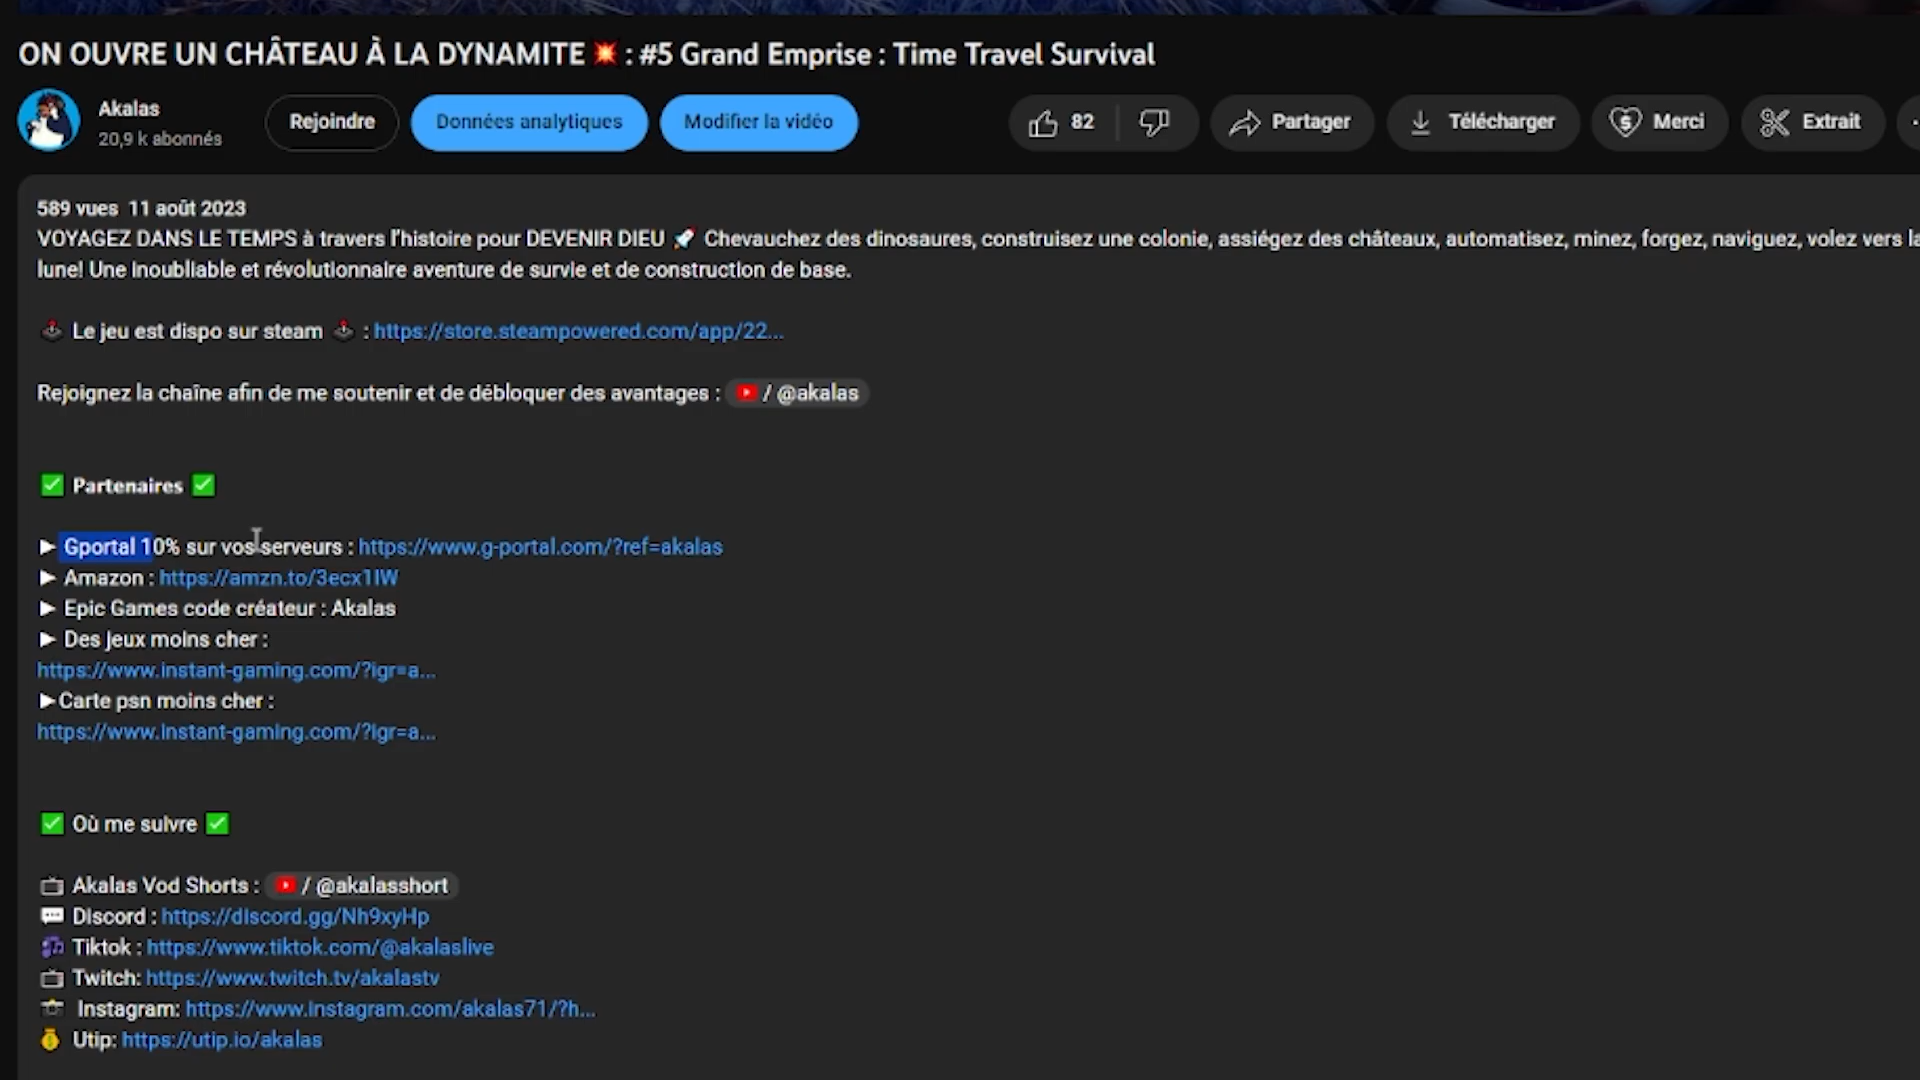 ON OUVRE UN CHÂTEAU À LA DYNAMITE 💥 : #5 Grand Emprise : Time Travel Survival
Akalas
20,9 k abonnés
Rejoindre
Données analytiques
Modifier la vidéo
82
Partager
Télécharger
Merci
Extrait
589 vues 11 août 2023
VOYAGEZ DANS LE TEMPS à travers l'histoire pour DEVENIR DIEU 🚀 Chevauchez des dinosaures, construisez une colonie, assiégez des châteaux, automatisez, minez, forgez, naviguez, volez vers la
lune! Une inoubliable et révolutionnaire aventure de survie et de construction de base.
🕹️ Le jeu est dispo sur steam 🕹️ : https://store.steampowered.com/app/22...
Rejoignez la chaîne afin de me soutenir et de débloquer des avantages : / @akalas
✅ Partenaires ✅
► Gportal 10% sur vos serveurs : https://www.g-portal.com/?ref=akalas
► Amazon : https://amzn.to/3ecx1IW
► Epic Games code créateur : Akalas
► Des jeux moins cher :
https://www.instant-gaming.com/?igr=a...
►Carte psn moins cher :
https://www.instant-gaming.com/?igr=a...
✅ Où me suivre ✅
📺 Akalas Vod Shorts : / @akalasshort
💬 Discord : https://discord.gg/Nh9xyHp
🎶 Tiktok : https://www.tiktok.com/@akalaslive
📺 Twitch: https://www.twitch.tv/akalastv
📷 Instagram: https://www.instagram.com/akalas71/?h...
💰 Utip: https://utip.io/akalas